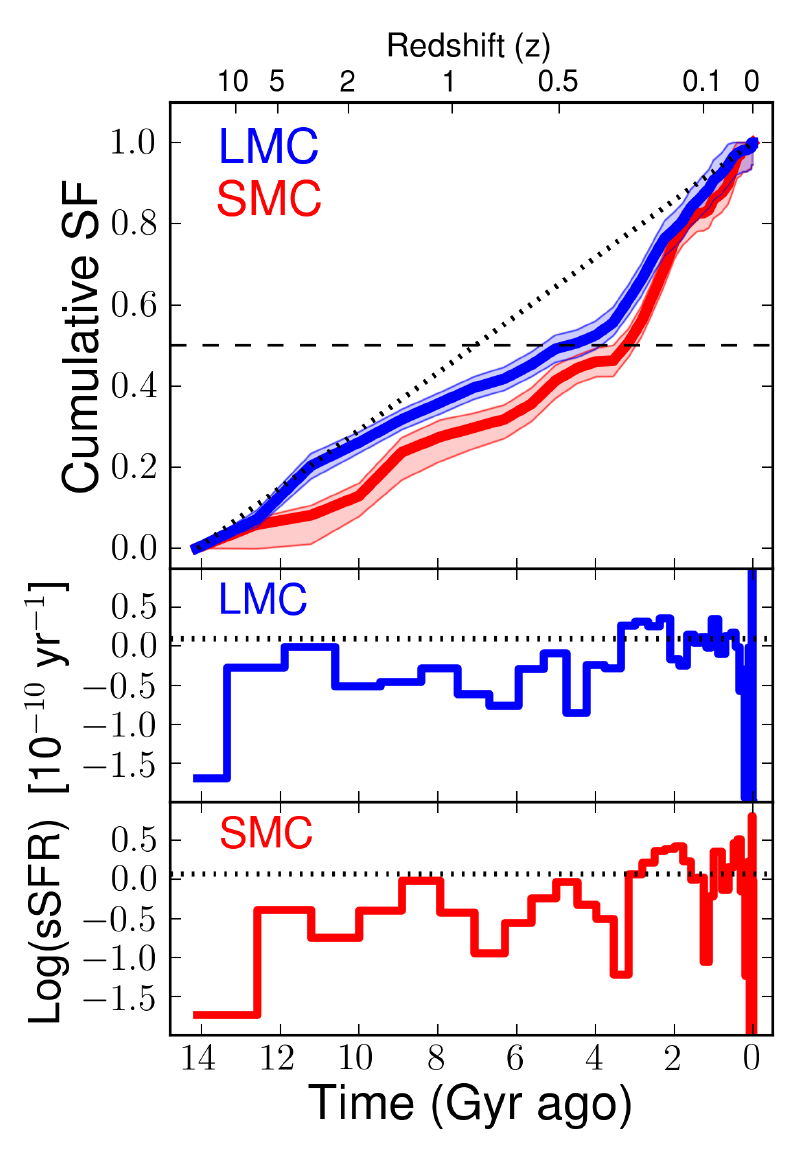 Redshift (z)
10 5 2 1 0.5 0.1 0
LMC
SMC
Cumulative SF
1.0
0.8
0.6
0.4
0.2
0.0
LMC
0.5
0.0
−0.5
−1.0
−1.5
SMC
0.5
0.0
−0.5
−1.0
−1.5
Log(sSFR) [10⁻¹⁰ yr⁻¹]
14 12 10 8 6 4 2 0
Time (Gyr ago)